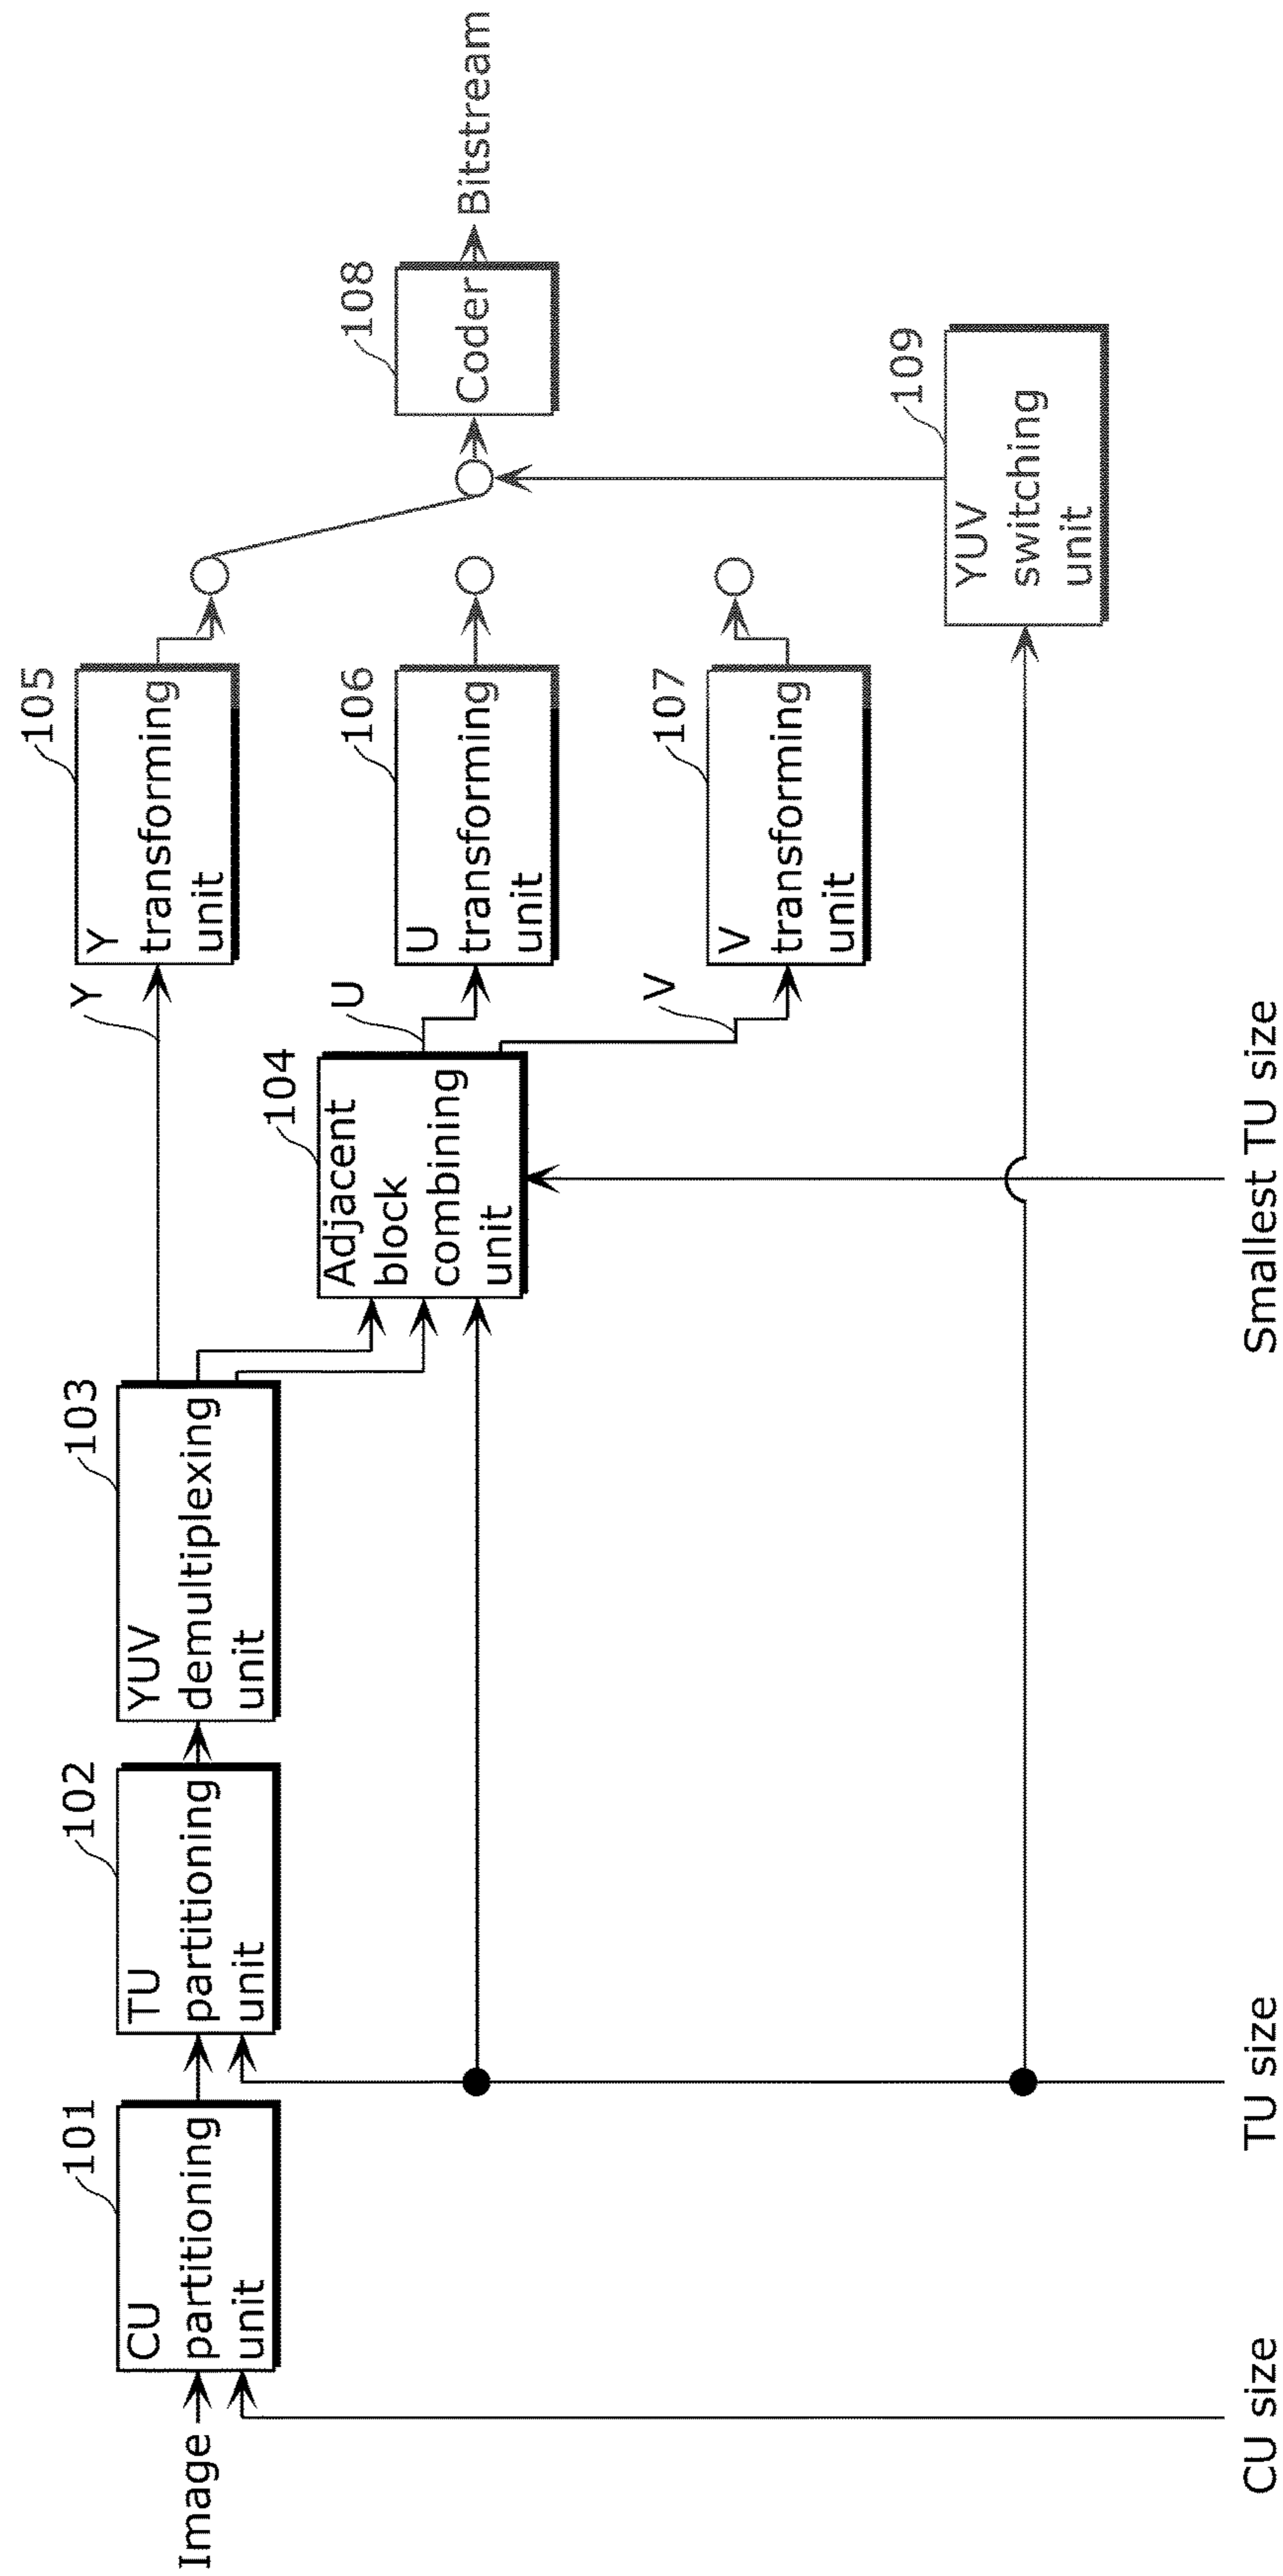 Image
CU size
101
CU
partitioning
unit
TU size
102
TU
partitioning
unit
103
YUV
demultiplexing
unit
Y
104
Adjacent
block
combining
unit
Smallest TU size
U
V
105
Y
transforming
unit
106
U
transforming
unit
107
V
transforming
unit
108
Coder
Bitstream
109
YUV
switching
unit